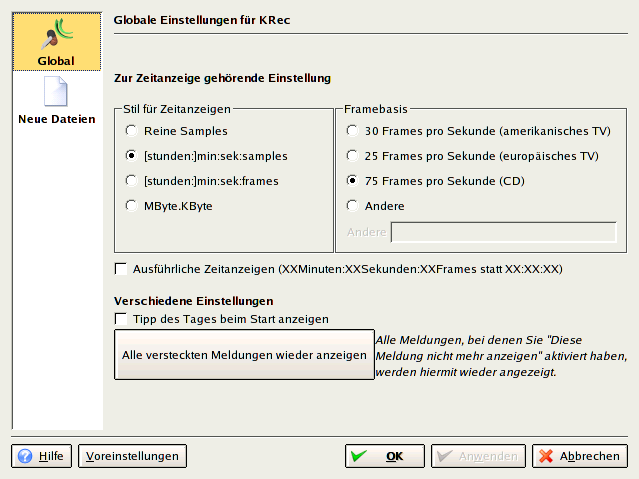 Globale Einstellungen für KRec
Global
Neue Dateien
Zur Zeitanzeige gehörende Einstellung
Stil für Zeitanzeigen
Reine Samples
[stunden:]min:sek:samples
[stunden:]min:sek:frames
MByte.KByte
Framebasis
30 Frames pro Sekunde (amerikanisches TV)
25 Frames pro Sekunde (europäisches TV)
75 Frames pro Sekunde (CD)
Andere
Andere
Ausführliche Zeitanzeigen (XXMinuten:XXSekunden:XXFrames statt XX:XX:XX)
Verschiedene Einstellungen
Tipp des Tages beim Start anzeigen
Alle versteckten Meldungen wieder anzeigen
Alle Meldungen, bei denen Sie "Diese
Meldung nicht mehr anzeigen" aktiviert haben,
werden hiermit wieder angezeigt.
Hilfe
Voreinstellungen
OK
Anwenden
Abbrechen